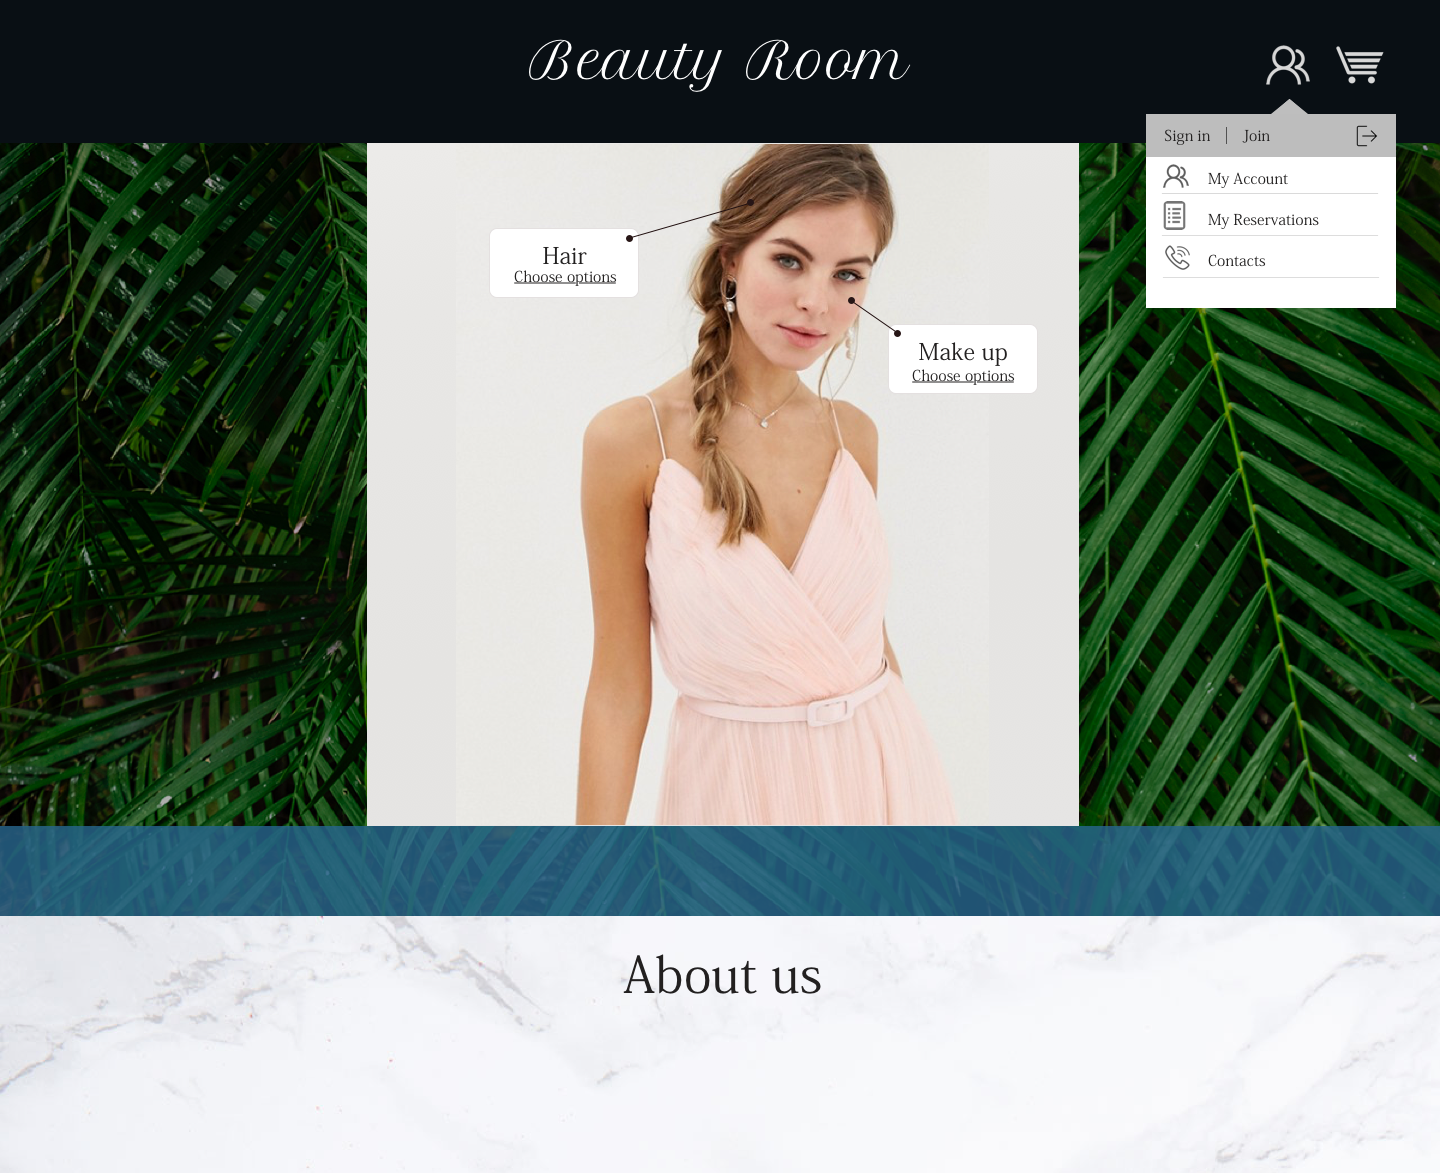 Beauty Room
Sign in | Join
My Account
My Reservations
Contacts
Hair
Choose options
Make up
Choose options
About us